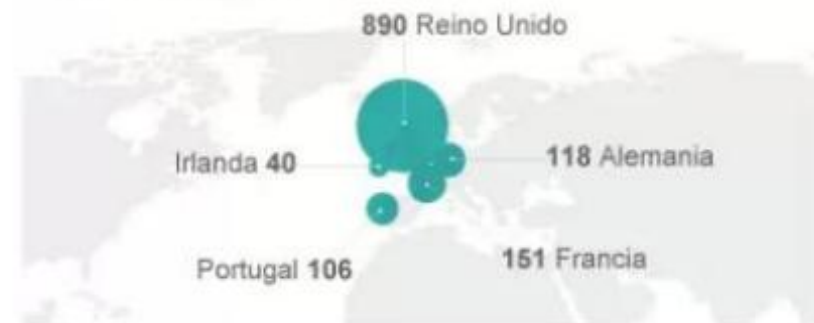 890 Reino Unido
Irlanda 40
118 Alemania
Portugal 106
151 Francia